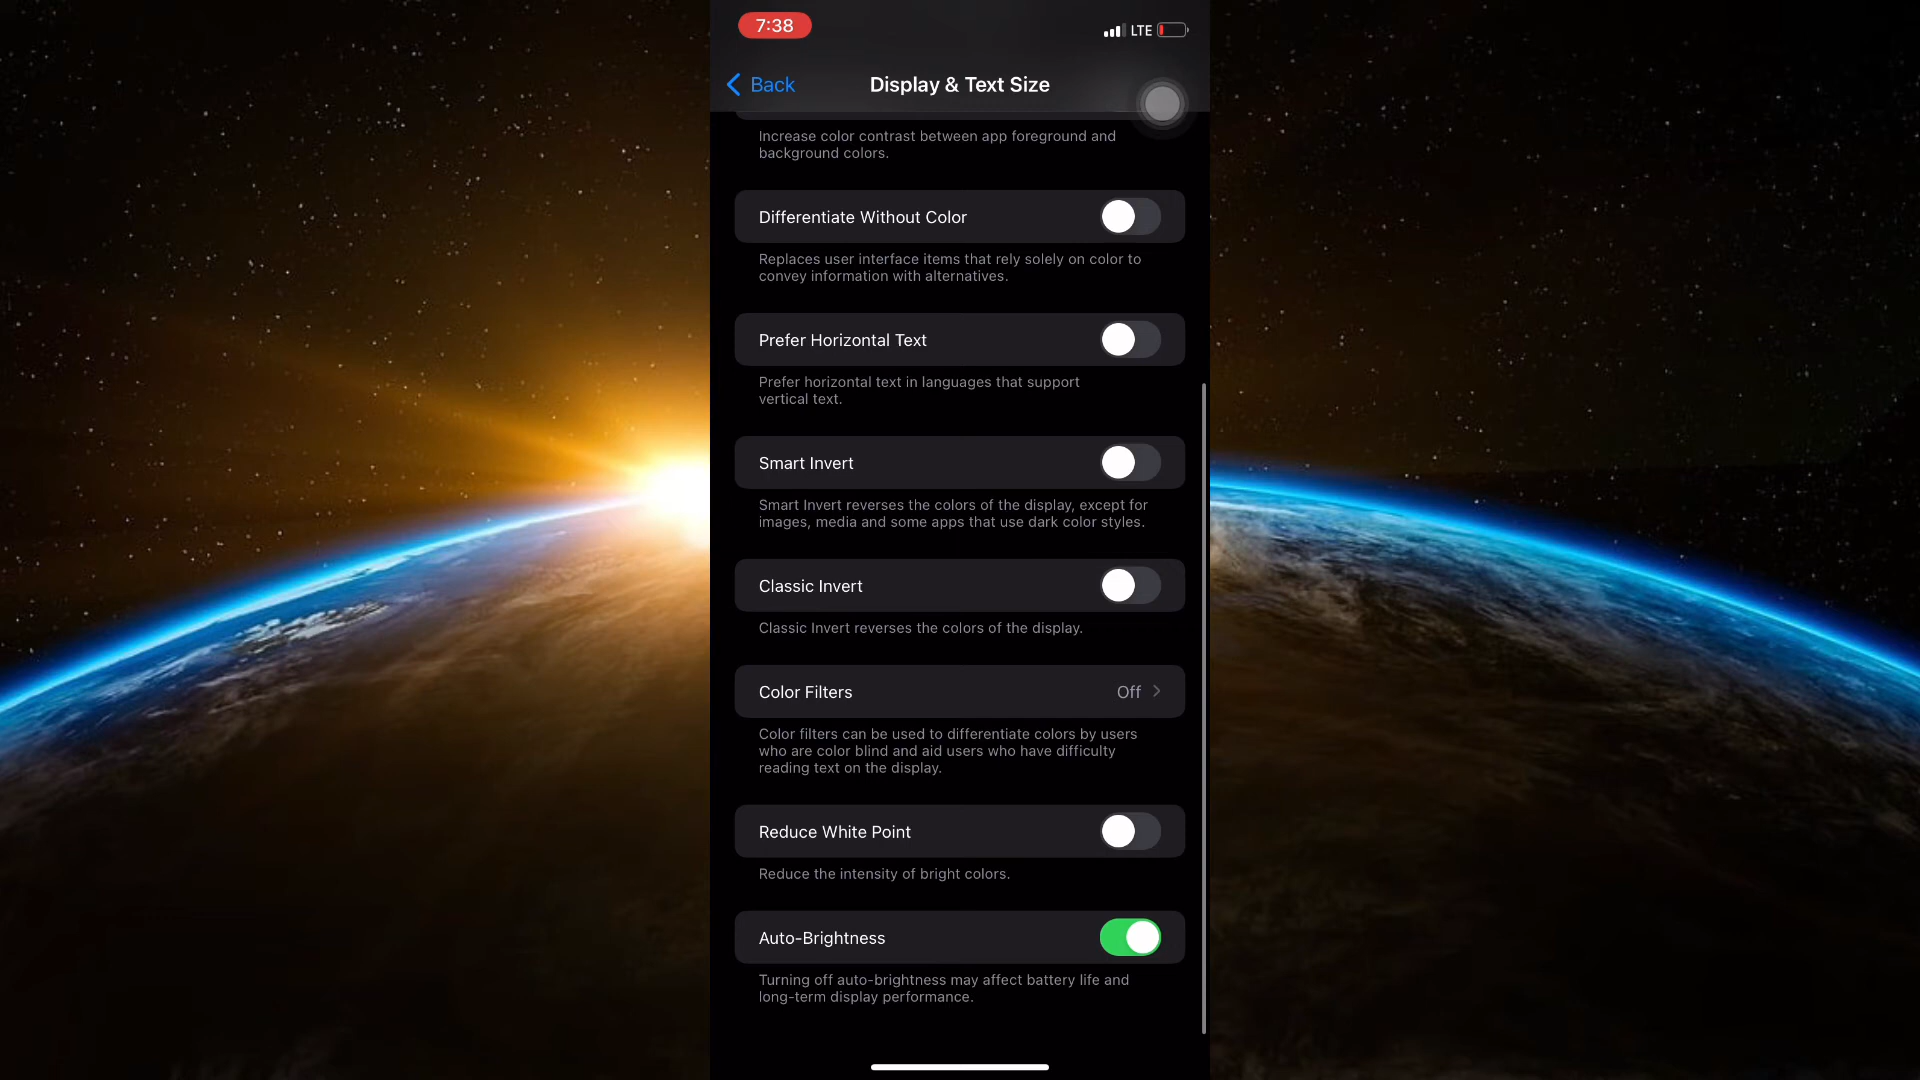 7:38
LTE
Back
Display & Text Size
Increase color contrast between app foreground and
background colors.
Differentiate Without Color
Replaces user interface items that rely solely on color to
convey information with alternatives.
Prefer Horizontal Text
Prefer horizontal text in languages that support
vertical text.
Smart Invert
Smart Invert reverses the colors of the display, except for
images, media and some apps that use dark color styles.
Classic Invert
Classic Invert reverses the colors of the display.
Color Filters Off
Color filters can be used to differentiate colors by users
who are color blind and aid users who have difficulty
reading text on the display.
Reduce White Point
Reduce the intensity of bright colors.
Auto-Brightness
Turning off auto-brightness may affect battery life and
long-term display performance.